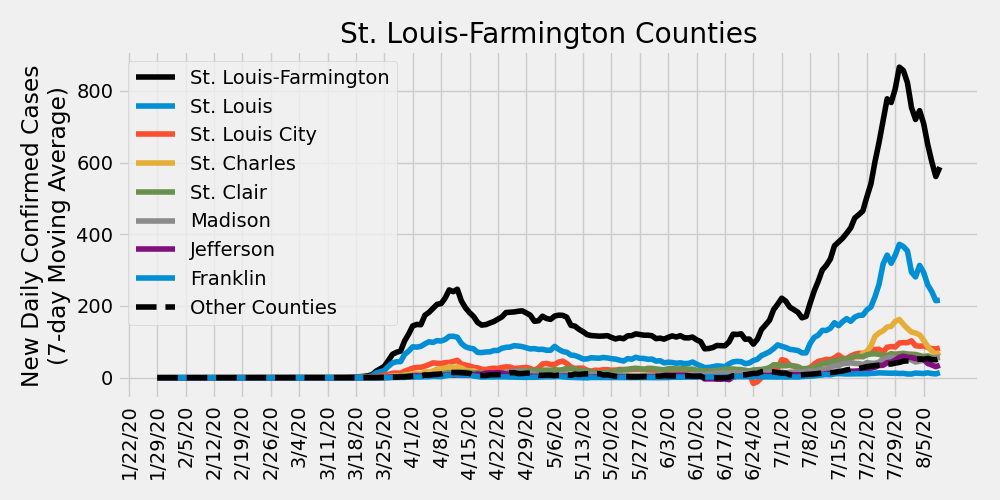 St. Louis-Farmington Counties
New Daily Confirmed Cases
(7-day Moving Average)
800
600
400
200
0
St. Louis-Farmington
St. Louis
St. Louis City
St. Charles
St. Clair
Madison
Jefferson
Franklin
Other Counties
1/22/20
1/29/20
2/5/20
2/12/20
2/19/20
2/26/20
3/4/20
3/11/20
3/18/20
3/25/20
4/1/20
4/8/20
4/15/20
4/22/20
4/29/20
5/6/20
5/13/20
5/20/20
5/27/20
6/3/20
6/10/20
6/17/20
6/24/20
7/1/20
7/8/20
7/15/20
7/22/20
7/29/20
8/5/20